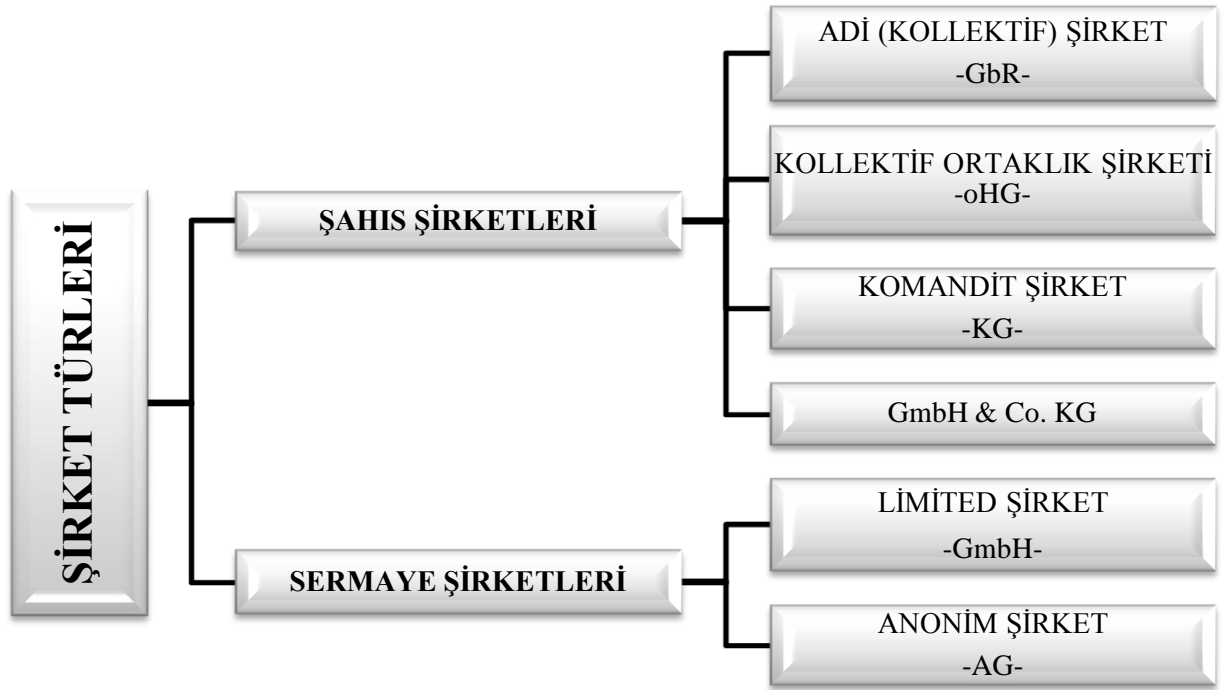 ŞİRKET TÜRLERİ
ŞAHIS ŞİRKETLERİ
ADİ (KOLLEKTİF) ŞİRKET
-GbR-
KOLLEKTİF ORTAKLIK ŞİRKETİ
-oHG-
KOMANDİT ŞİRKET
-KG-
GmbH & Co. KG
SERMAYE ŞİRKETLERİ
LİMİTED ŞİRKET
-GmbH-
ANONİM ŞİRKET
-AG-